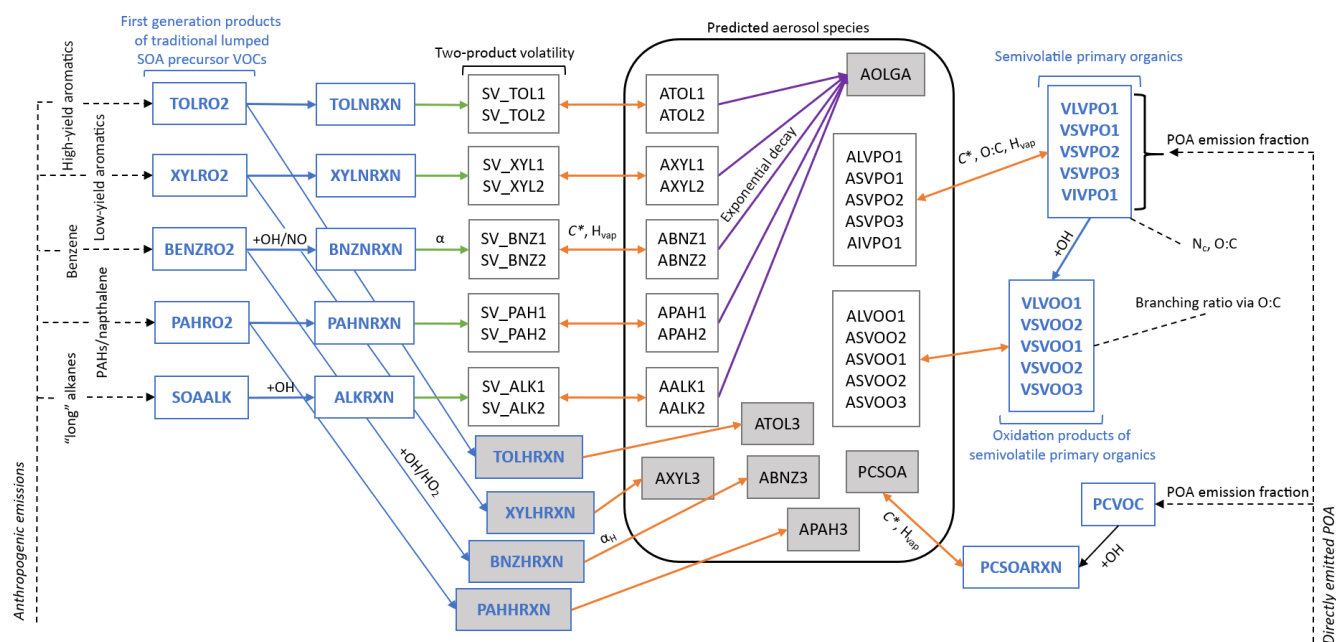 First generation products
of traditional lumped
SOA precursor VOCs
Two-product volatility
Predicted aerosol species
Semivolatile primary organics
Anthropogenic emissions
High-yield aromatics
Low-yield aromatics
Benzene
PAHs/napthalene
"long" alkanes
TOLRO2
TOLNRXN
SV_TOL1
SV_TOL2
ATOL1
ATOL2
AOLGA
XYLRO2
XYLNRXN
SV_XYL1
SV_XYL2
AXYL1
AXYL2
BENZRO2
+OH/NO
BNZNRXN
α
SV_BNZ1
SV_BNZ2
C*, Hvap
ABNZ1
ABNZ2
Exponential decay
PAHRO2
PAHNRXN
SV_PAH1
SV_PAH2
APAH1
APAH2
SOAALK
+OH
ALKRXN
SV_ALK1
SV_ALK2
AALK1
AALK2
ALVPO1
ASVPO1
ASVPO2
ASVPO3
AIVPO1
C*, O:C, Hvap
VLVPO1
VSVPO1
VSVPO2
VSVPO3
VIVPO1
POA emission fraction
Nc, O:C
+OH
ALVOO1
ASVOO2
ASVOO1
ASVOO2
ASVOO3
VLVOO1
VSVOO2
VSVOO1
VSVOO2
VSVOO3
Branching ratio via O:C
Oxidation products of
semivolatile primary organics
+OH/HO2
TOLHRXN
ATOL3
XYLHRXN
AXYL3
BNZHRXN
αH
ABNZ3
PAHHRXN
APAH3
PCSOA
C*, Hvap
PCSOARXN
+OH
PCVOC
POA emission fraction
Directly emitted POA